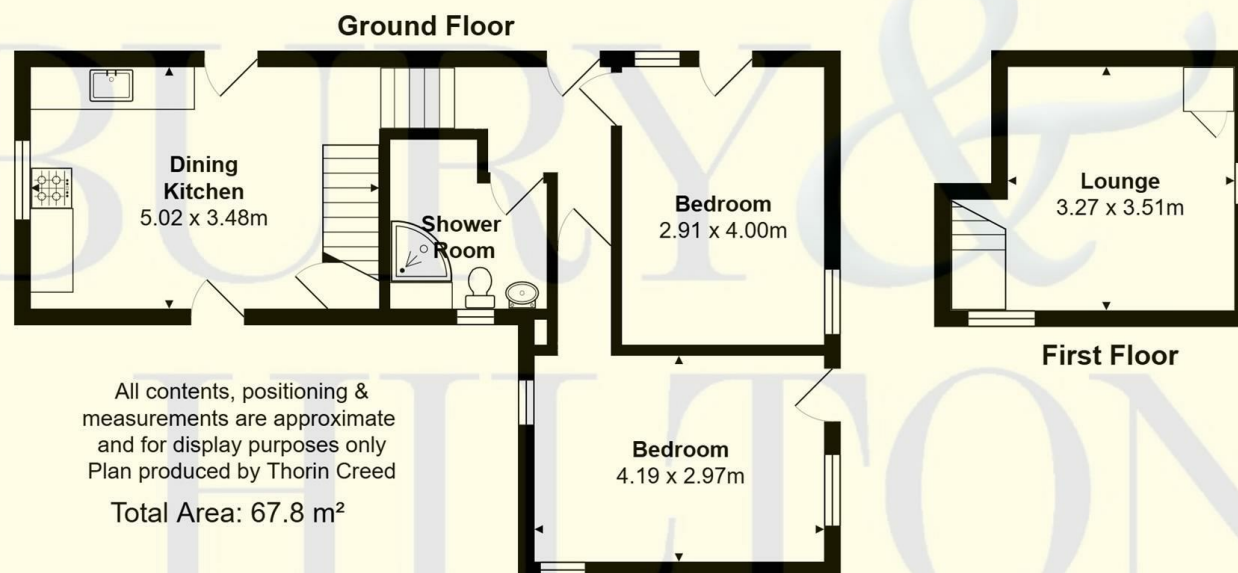 Ground Floor
Dining
Kitchen
5.02 x 3.48m
Shower
Room
Bedroom
2.91 x 4.00m
Lounge
3.27 x 3.51m
First Floor
Bedroom
4.19 x 2.97m
All contents, positioning &
measurements are approximate
and for display purposes only
Plan produced by Thorin Creed
Total Area: 67.8 m²
BURY &
HILTON